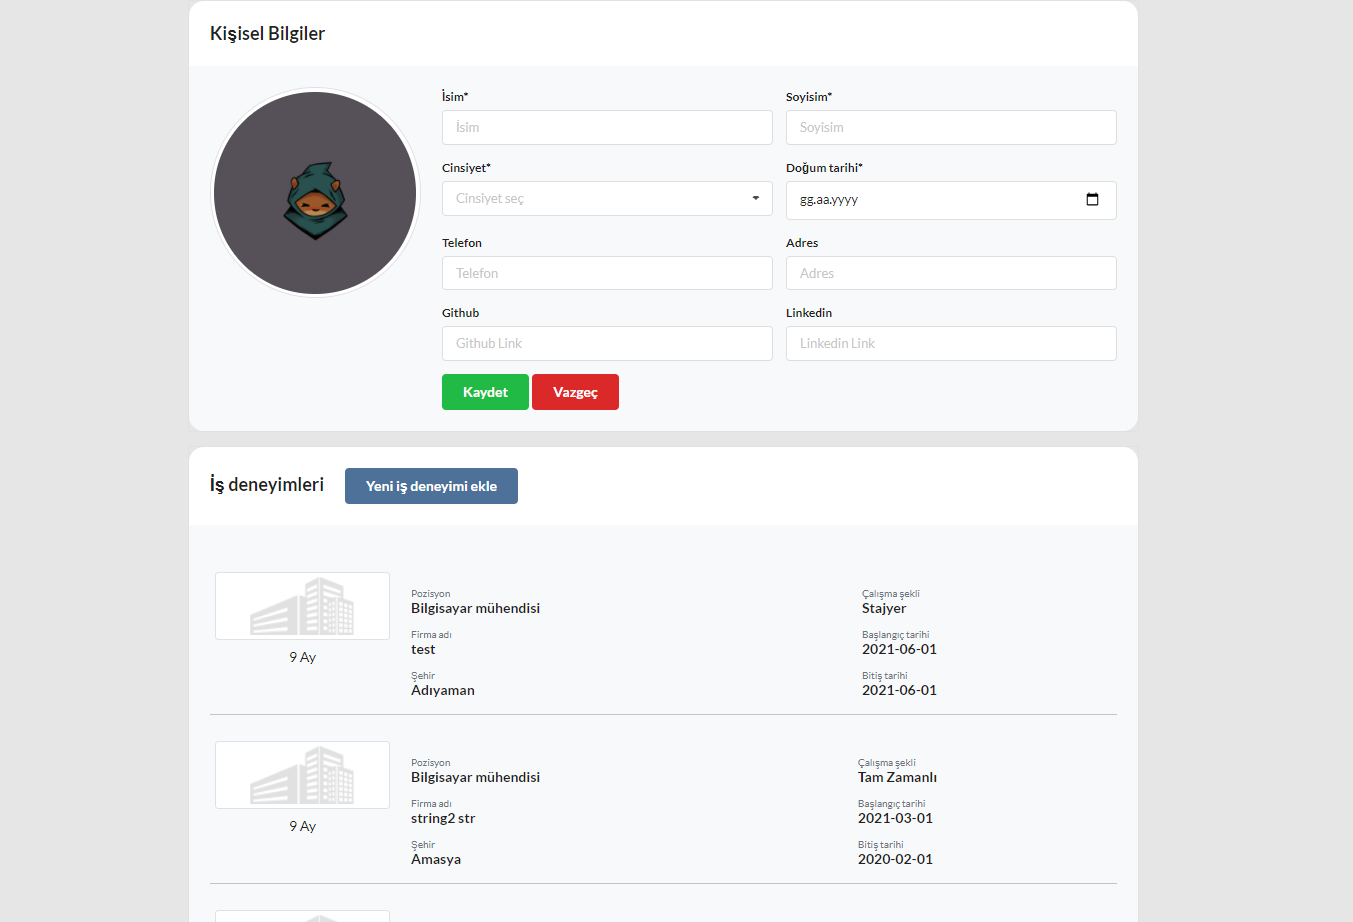 Kişisel Bilgiler
İsim*
Soyisim*
İsim
Soyisim
Cinsiyet*
Doğum tarihi*
Cinsiyet seç
gg.aa.yyyy
Telefon
Adres
Telefon
Adres
Github
Linkedin
Github Link
Linkedin Link
Kaydet
Vazgeç
İş deneyimleri
Yeni iş deneyimi ekle
Pozisyon
Bilgisayar mühendisi
Firma adı
test
Şehir
Adıyaman
Çalışma şekli
Stajyer
Başlangıç tarihi
2021-06-01
Bitiş tarihi
2021-06-01
9 Ay
Pozisyon
Bilgisayar mühendisi
Firma adı
string2 str
Şehir
Amasya
Çalışma şekli
Tam Zamanlı
Başlangıç tarihi
2021-03-01
Bitiş tarihi
2020-02-01
9 Ay